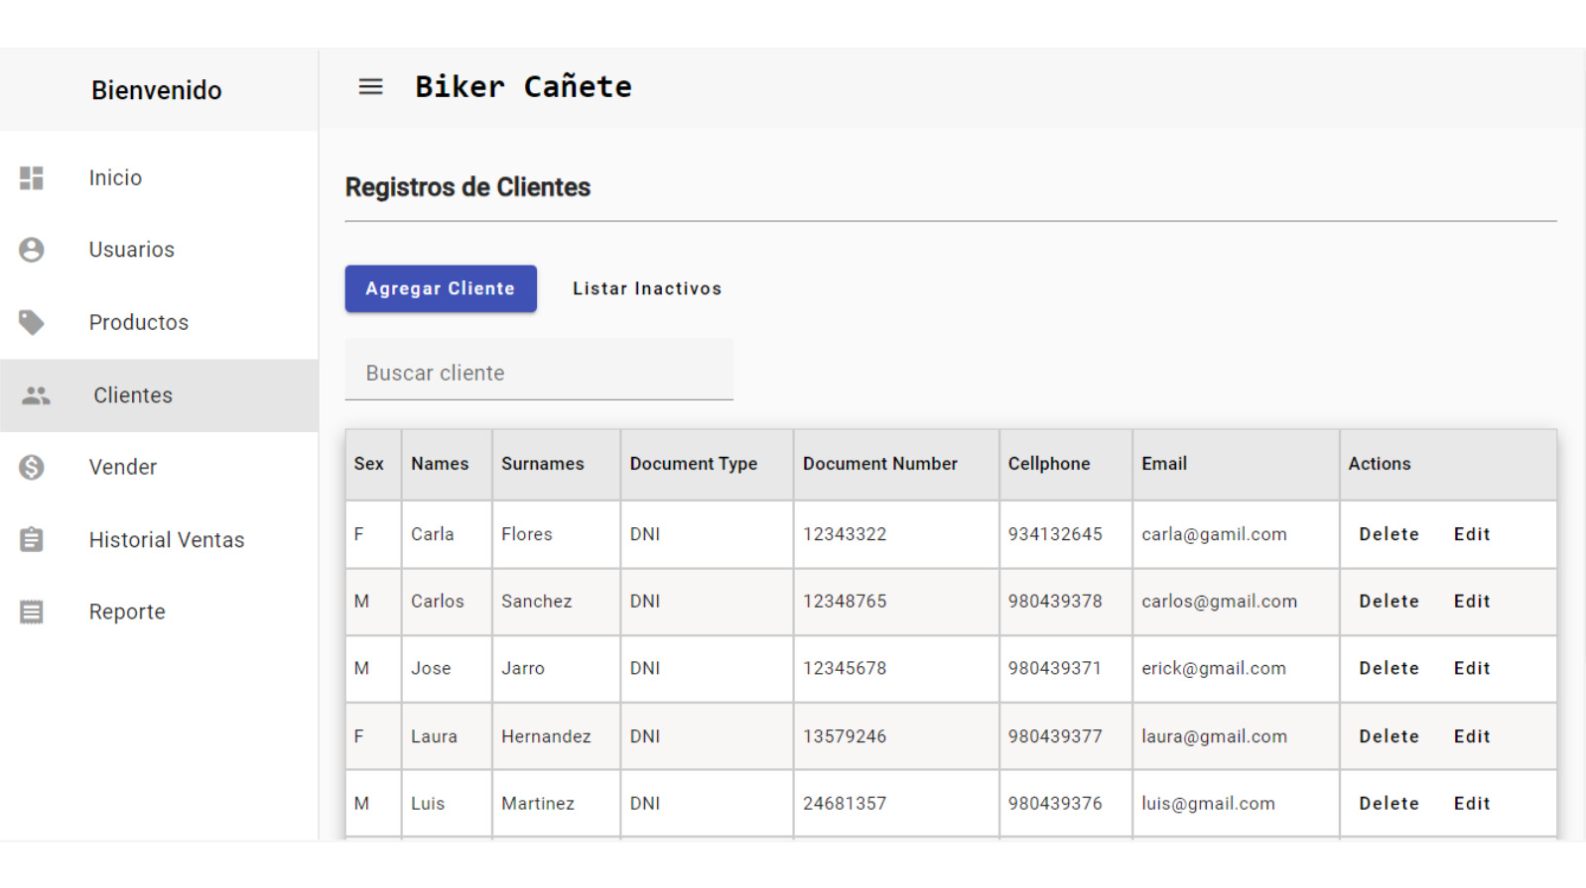 Bienvenido
Biker Cañete
Inicio
Usuarios
Productos
Clientes
Vender
Historial Ventas
Reporte
Registros de Clientes
Agregar Cliente Listar Inactivos
Buscar cliente
Sex Names Surnames Document Type Document Number Cellphone Email Actions
F Carla Flores DNI 12343322 934132645 carla@gamil.com Delete Edit
M Carlos Sanchez DNI 12348765 980439378 carlos@gmail.com Delete Edit
M Jose Jarro DNI 12345678 980439371 erick@gmail.com Delete Edit
F Laura Hernandez DNI 13579246 980439377 laura@gmail.com Delete Edit
M Luis Martinez DNI 24681357 980439376 luis@gmail.com Delete Edit